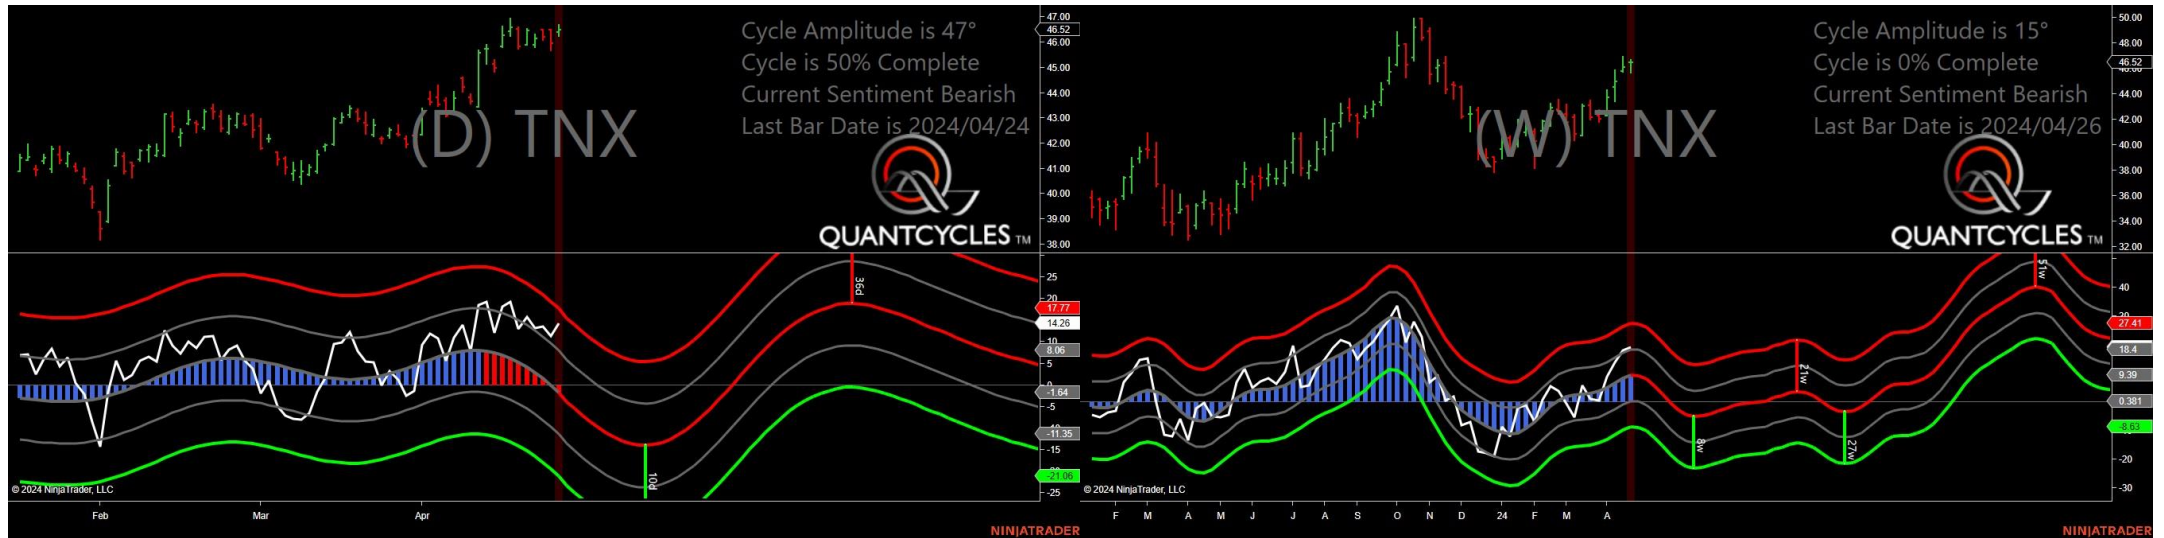 Cycle Amplitude is 47°
Cycle is 50% Complete
Current Sentiment Bearish
Last Bar Date is 2024/04/24
(D) TNX
QUANTCYCLES TM
47.00
46.52
46.00
45.00
44.00
43.00
42.00
41.00
40.00
39.00
38.00
36d
10d
25
20
17.77
14.26
10
8.06
5
0
-1.64
-5
-11.35
-15
-21.06
-25
© 2024 NinjaTrader, LLC
Feb
Mar
Apr
NINJATRADER
Cycle Amplitude is 15°
Cycle is 0% Complete
Current Sentiment Bearish
Last Bar Date is 2024/04/26
(W) TNX
QUANTCYCLES TM
50.00
48.00
46.52
44.00
42.00
40.00
38.00
36.00
34.00
32.00
51w
21w
8w
27w
40
27.41
18.4
9.39
0.381
-8.63
-20
-30
© 2024 NinjaTrader, LLC
F M A M J J A S O N D 24 F M A
NINJATRADER